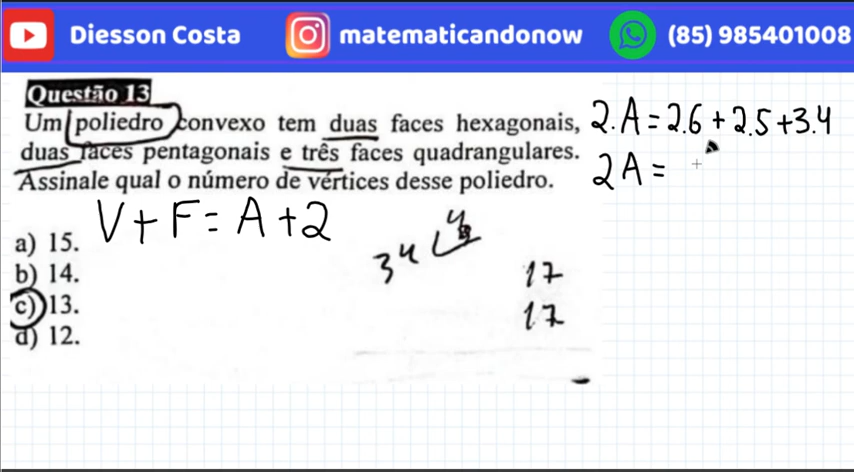 Diesson Costa matematicandonow (85) 985401008
Questão 13
Um poliedro convexo tem duas faces hexagonais,
duas faces pentagonais e três faces quadrangulares.
Assinale qual o número de vértices desse poliedro.
2.A=2.6+2.5+3.4
2A=
V+F=A+2
a) 15.
b) 14.
c) 13.
d) 12.
34
17
17